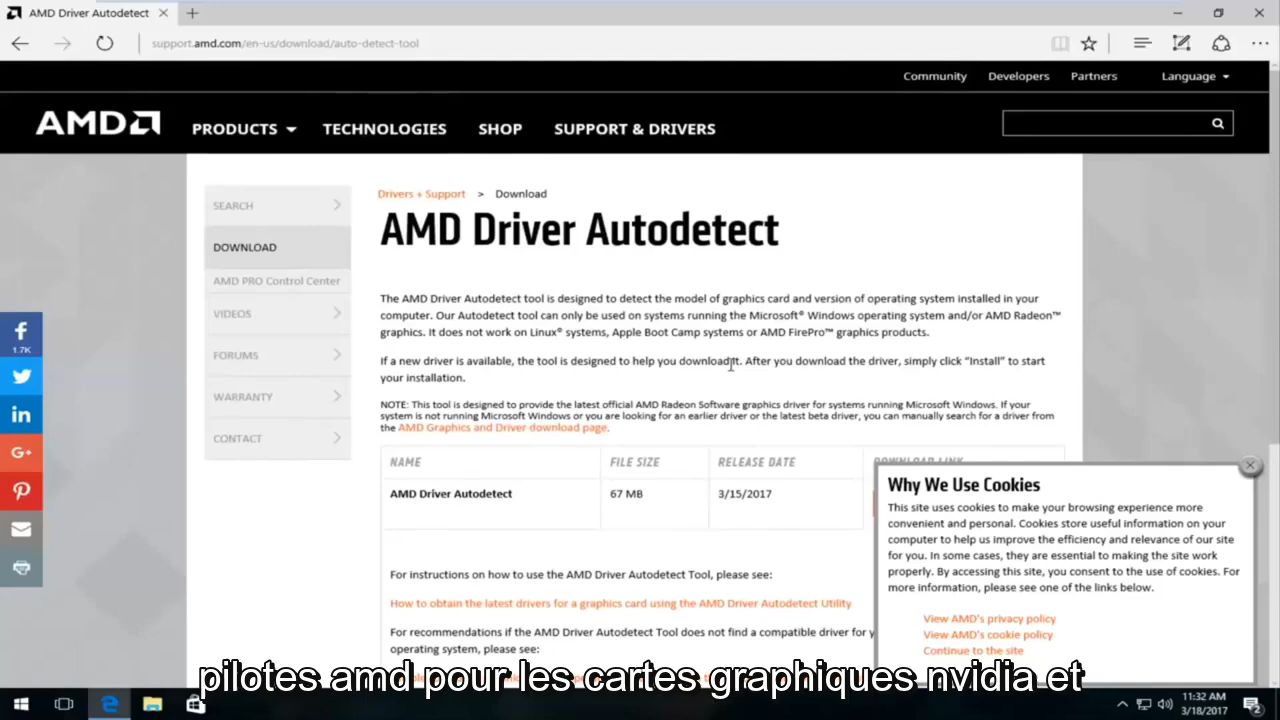 AMD Driver Autodetect
support.amd.com/en-us/download/auto-detect-tool
Community Developers Partners Language
AMD PRODUCTS TECHNOLOGIES SHOP SUPPORT & DRIVERS
SEARCH
DOWNLOAD
AMD PRO Control Center
VIDEOS
FORUMS
WARRANTY
CONTACT
1.7K
Drivers + Support > Download
AMD Driver Autodetect
The AMD Driver Autodetect tool is designed to detect the model of graphics card and version of operating system installed in your
computer. Our Autodetect tool can only be used on systems running the Microsoft® Windows operating system and/or AMD Radeon™
graphics. It does not work on Linux® systems, Apple Boot Camp systems or AMD FirePro™ graphics products.
If a new driver is available, the tool is designed to help you download it. After you download the driver, simply click “Install” to start
your installation.
NOTE: This tool is designed to provide the latest official AMD Radeon Software graphics driver for systems running Microsoft Windows. If your
system is not running Microsoft Windows or you are looking for an earlier driver or the latest beta driver, you can manually search for a driver from
the AMD Graphics and Driver download page.
NAME FILE SIZE RELEASE DATE DOWNLOAD LINK
AMD Driver Autodetect 67 MB 3/15/2017
For instructions on how to use the AMD Driver Autodetect Tool, please see:
How to obtain the latest drivers for a graphics card using the AMD Driver Autodetect Utility
For recommendations if the AMD Driver Autodetect Tool does not find a compatible driver for
operating system, please see:
Why We Use Cookies
This site uses cookies to make your browsing experience more
convenient and personal. Cookies store useful information on your
computer to help us improve the efficiency and relevance of our site
for you. In some cases, they are essential to making the site work
properly. By accessing this site, you consent to the use of cookies. For
more information, please see one of the links below.
View AMD's privacy policy
View AMD's cookie policy
Continue to the site
pilotes amd pour les cartes graphiques nvidia et
11:32 AM
3/18/2017
2